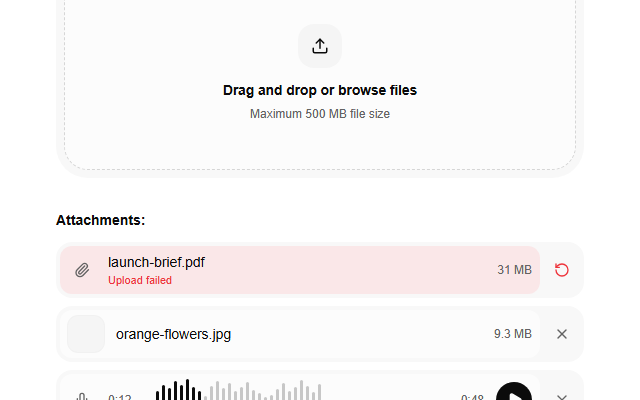 Drag and drop or browse files
Maximum 500 MB file size
Attachments:
launch-brief.pdf
31 MB
Upload failed
orange-flowers.jpg
9.3 MB
0:12
0:48